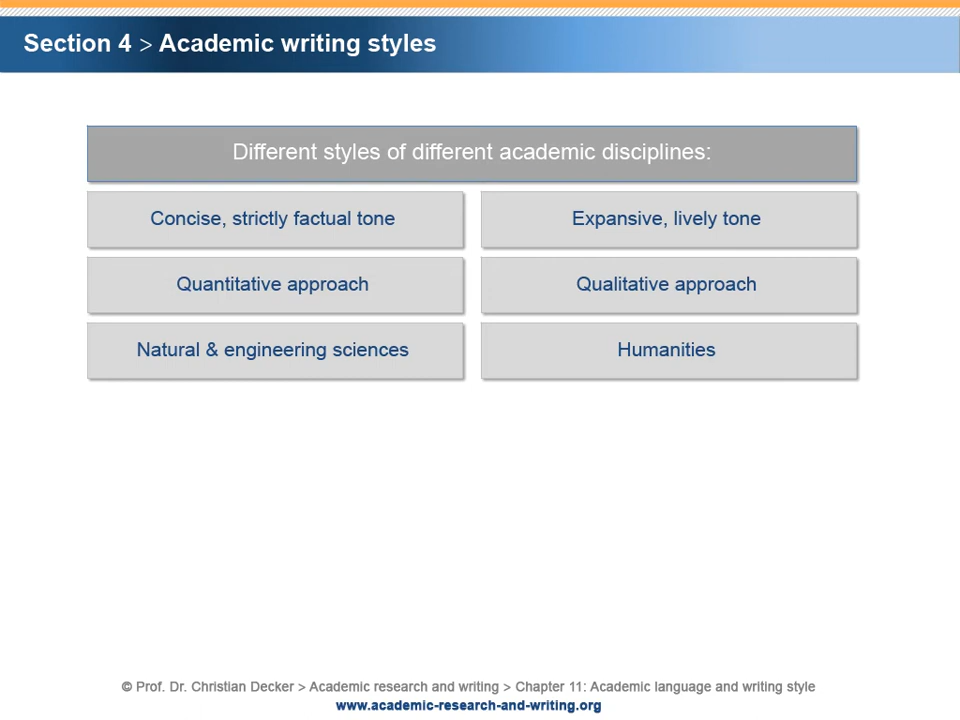 Section 4 > Academic writing styles
Different styles of different academic disciplines:
Concise, strictly factual tone
Expansive, lively tone
Quantitative approach
Qualitative approach
Natural & engineering sciences
Humanities
© Prof. Dr. Christian Decker > Academic research and writing > Chapter 11: Academic language and writing style
www.academic-research-and-writing.org